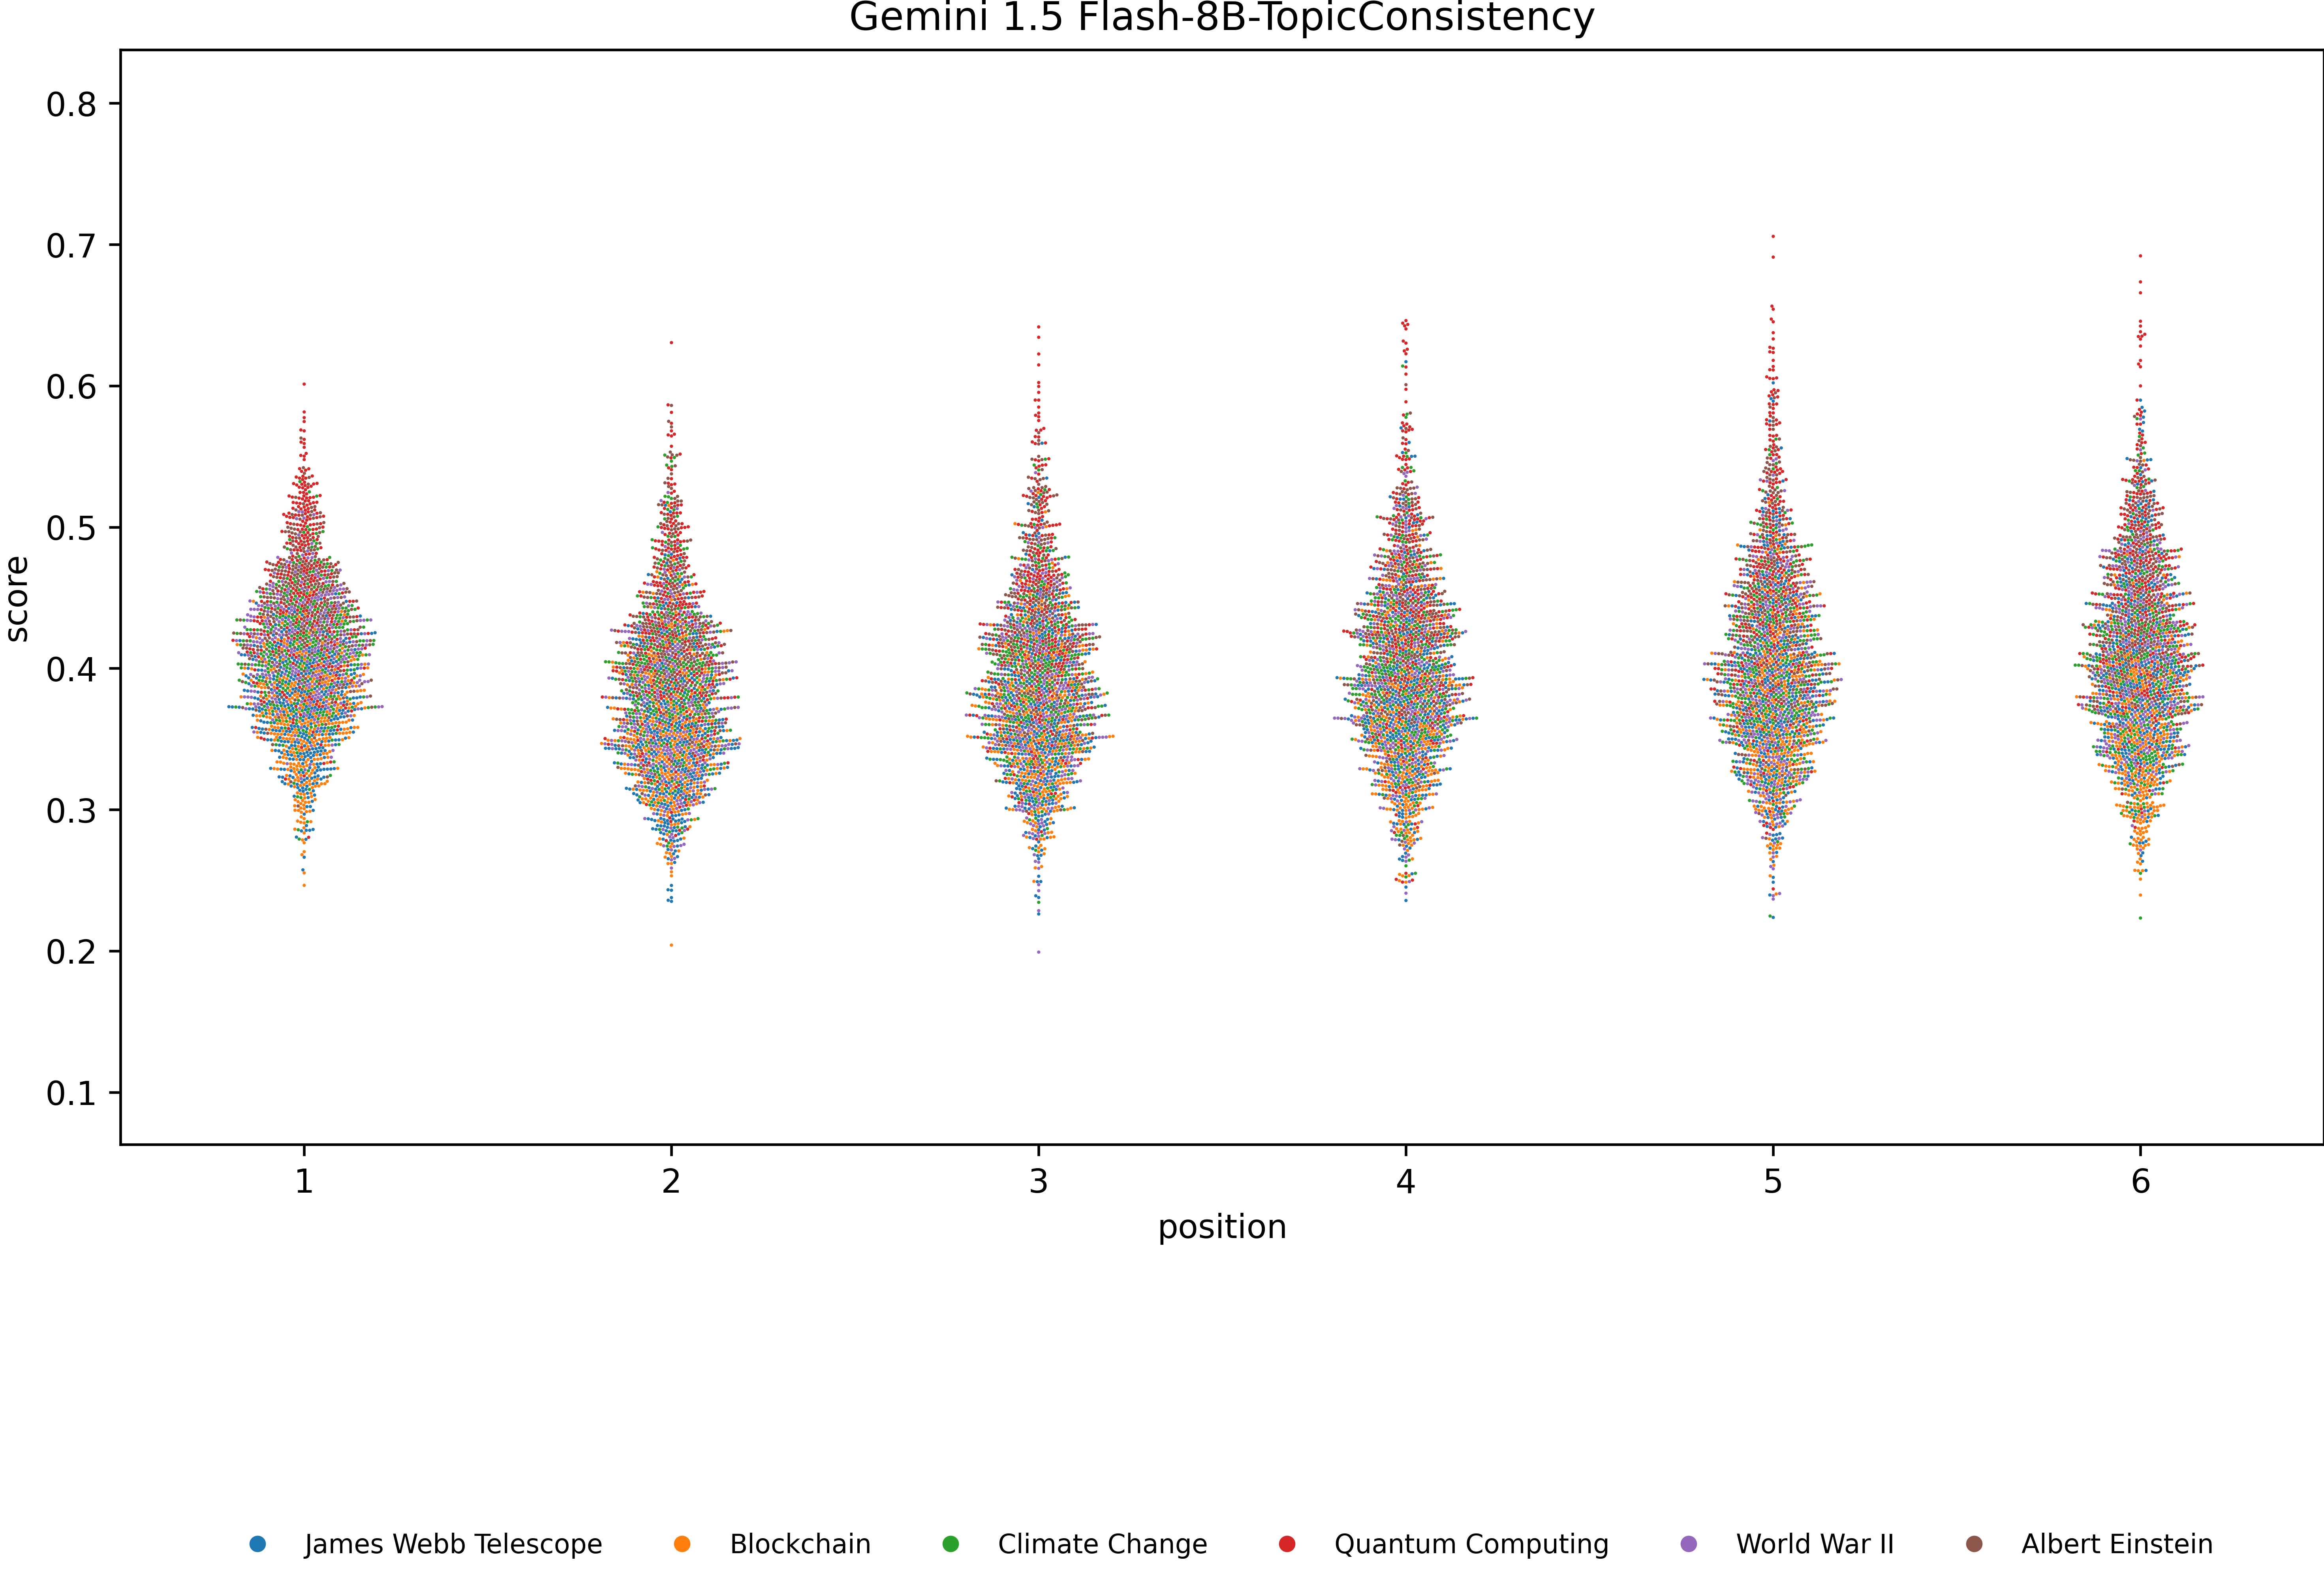 Gemini 1.5 Flash-8B-TopicConsistency
0.8
0.7
0.6
0.5
0.4
0.3
0.2
0.1
score
1 2 3 4 5 6
position
James Webb Telescope Blockchain Climate Change Quantum Computing World War II Albert Einstein